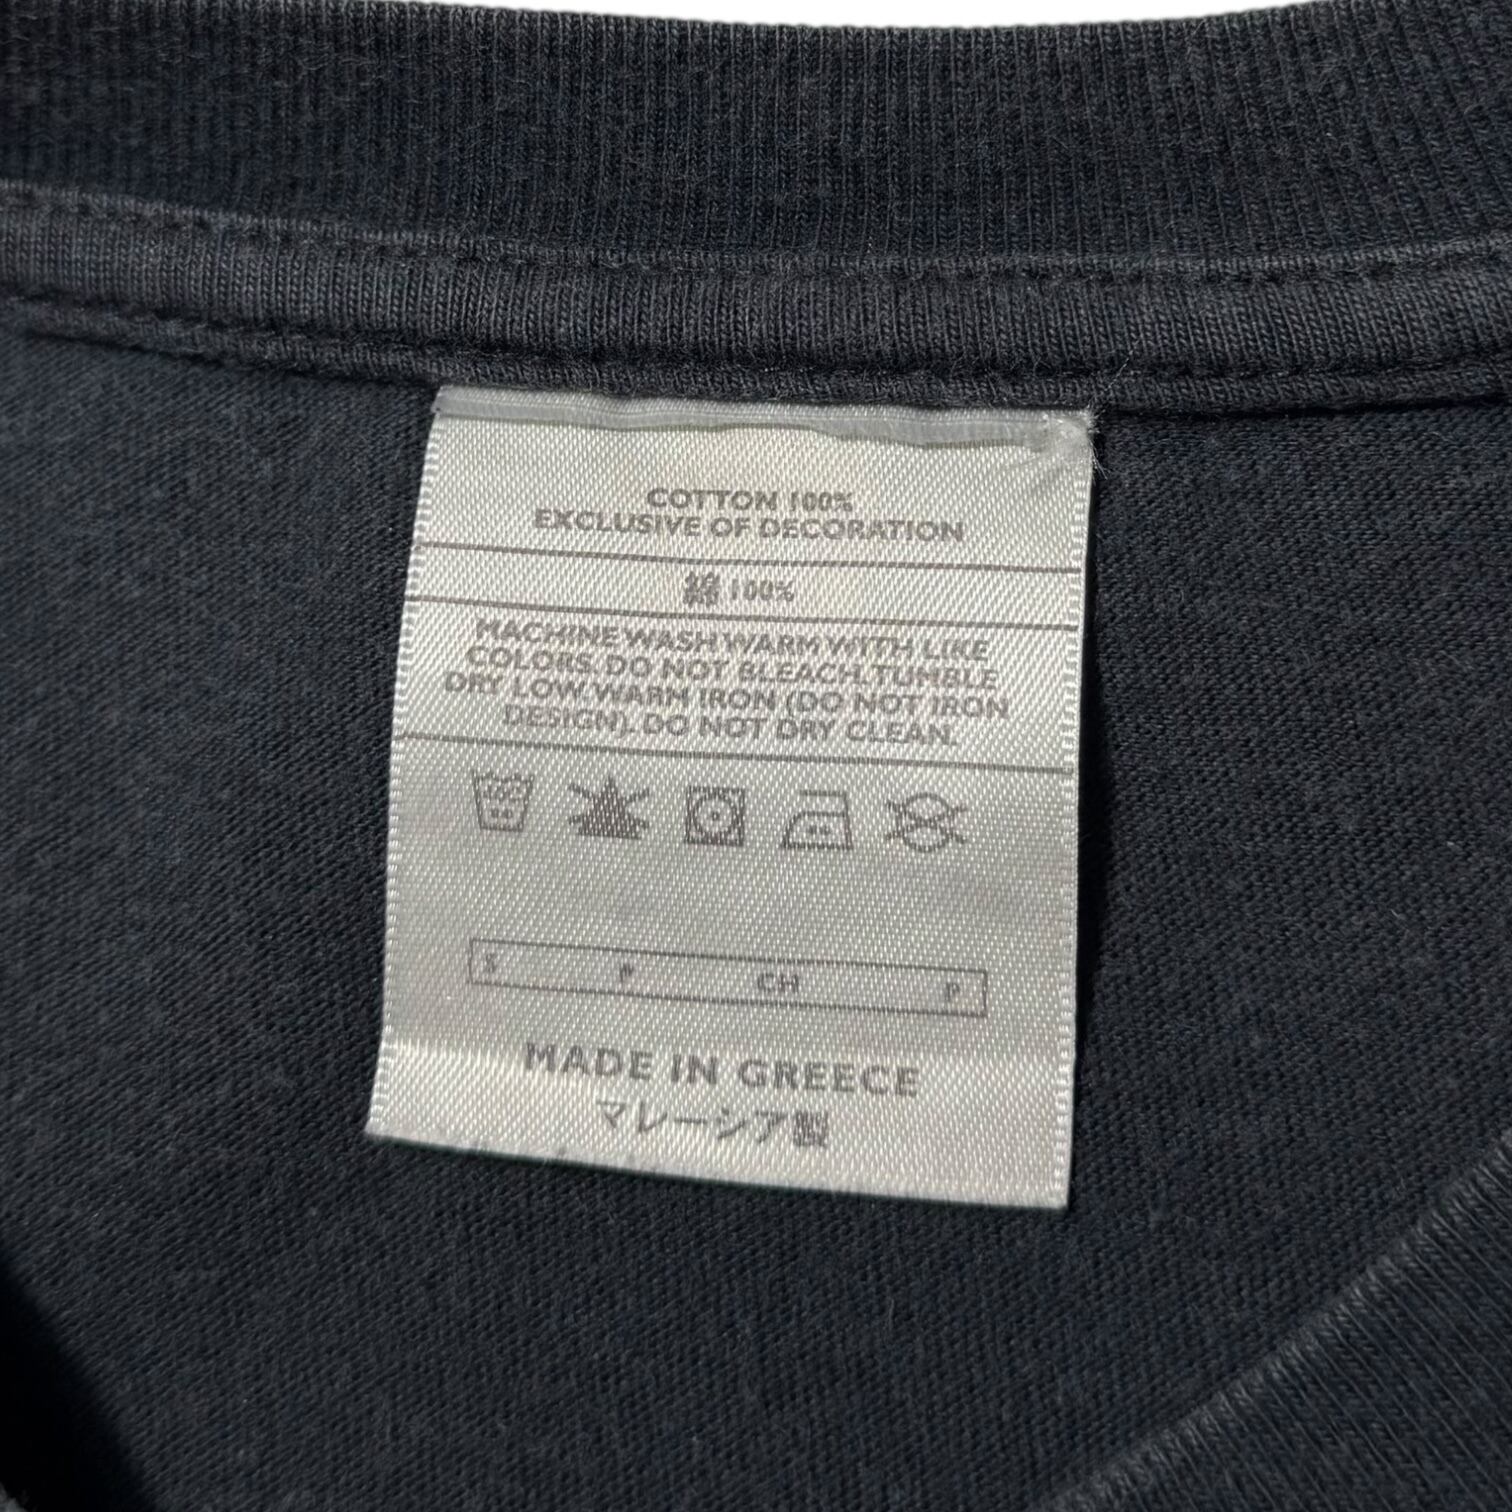 COTTON 100%
EXCLUSIVE OF DECORATION
綿 100%
MACHINE WASH WARM WITH LIKE
COLORS. DO NOT BLEACH. TUMBLE
DRY LOW. WARM IRON (DO NOT IRON
DESIGN). DO NOT DRY CLEAN.
S P CH P
MADE IN GREECE
マレーシア製